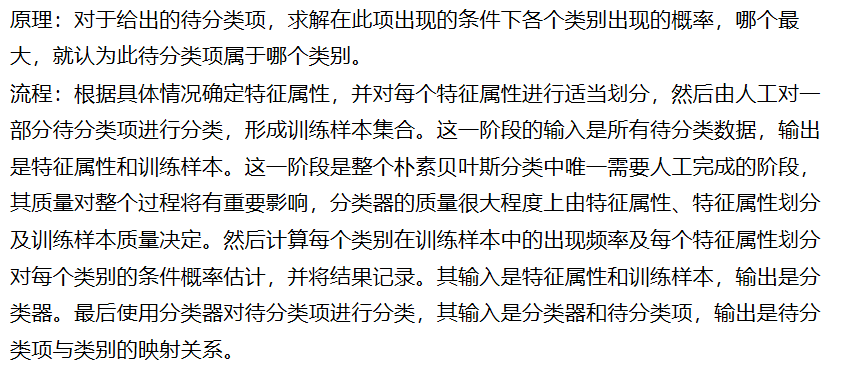 原理：对于给出的待分类项，求解在此项出现的条件下各个类别出现的概率，哪个最
大，就认为此待分类项属于哪个类别。
流程：根据具体情况确定特征属性，并对每个特征属性进行适当划分，然后由人工对一
部分待分类项进行分类，形成训练样本集合。这一阶段的输入是所有待分类数据，输出
是特征属性和训练样本。这一阶段是整个朴素贝叶斯分类中唯一需要人工完成的阶段，
其质量对整个过程将有重要影响，分类器的质量很大程度上由特征属性、特征属性划分
及训练样本质量决定。然后计算每个类别在训练样本中的出现频率及每个特征属性划分
对每个类别的条件概率估计，并将结果记录。其输入是特征属性和训练样本，输出是分
类器。最后使用分类器对待分类项进行分类，其输入是分类器和待分类项，输出是待分
类项与类别的映射关系。